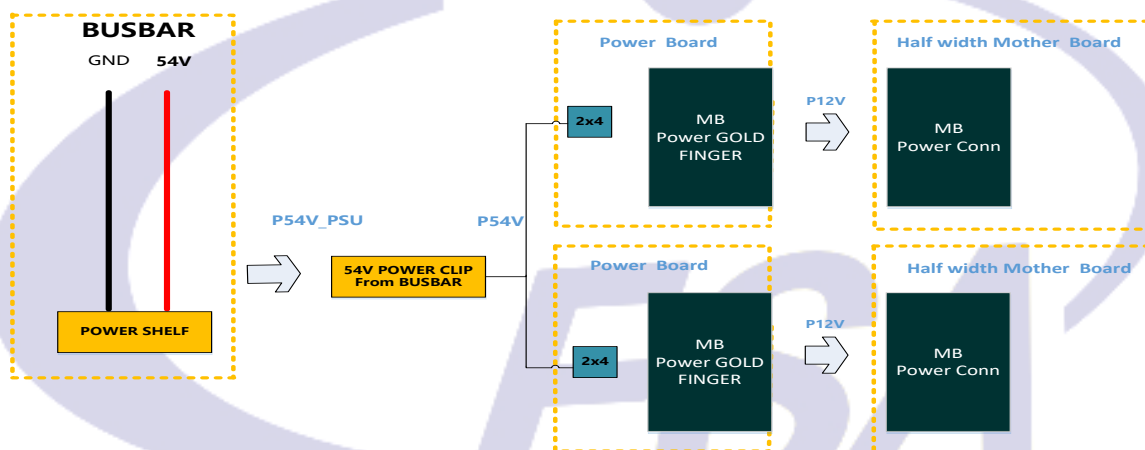 BUSBAR
GND 54V
POWER SHELF
P54V_PSU
54V POWER CLIP
From BUSBAR
P54V
Power Board
2x4
MB
Power GOLD
FINGER
P12V
Half width Mother Board
MB
Power Conn
Power Board
2x4
MB
Power GOLD
FINGER
P12V
Half width Mother Board
MB
Power Conn